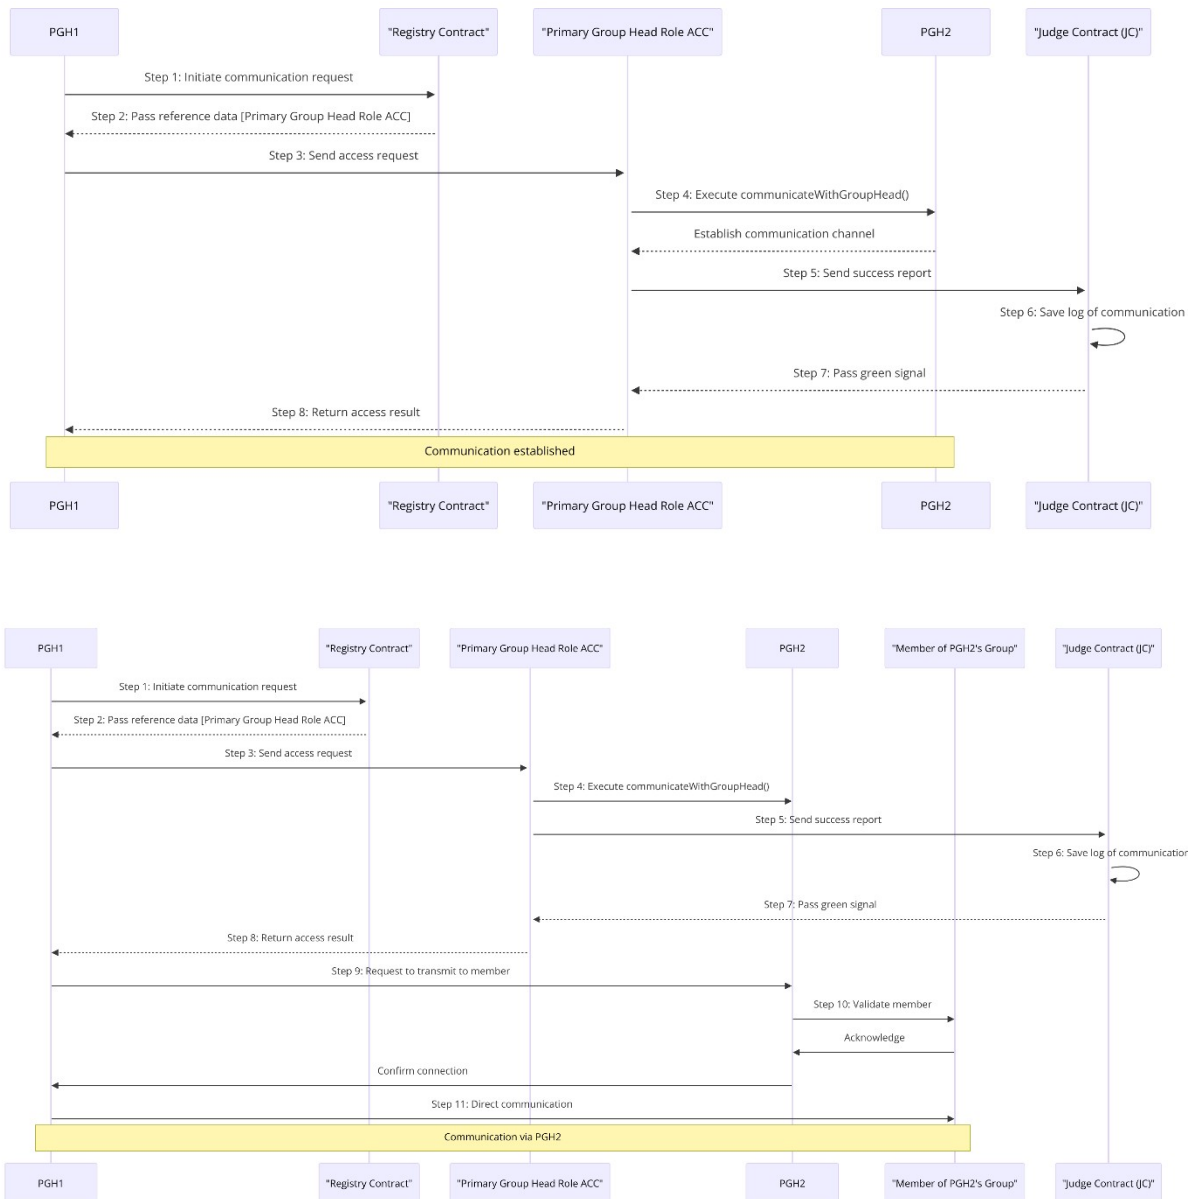 PGH1
"Registry Contract"
"Primary Group Head Role ACC"
PGH2
"Judge Contract (JC)"
Step 1: Initiate communication request
Step 2: Pass reference data [Primary Group Head Role ACC]
Step 3: Send access request
Step 4: Execute communicateWithGroupHead()
Establish communication channel
Step 5: Send success report
Step 6: Save log of communication
Step 7: Pass green signal
Step 8: Return access result
Communication established
PGH1
"Registry Contract"
"Primary Group Head Role ACC"
PGH2
"Judge Contract (JC)"
PGH1
"Registry Contract"
"Primary Group Head Role ACC"
PGH2
"Member of PGH2's Group"
"Judge Contract (JC)"
Step 1: Initiate communication request
Step 2: Pass reference data [Primary Group Head Role ACC]
Step 3: Send access request
Step 4: Execute communicateWithGroupHead()
Step 5: Send success report
Step 6: Save log of communication
Step 7: Pass green signal
Step 8: Return access result
Step 9: Request to transmit to member
Step 10: Validate member
Acknowledge
Confirm connection
Step 11: Direct communication
Communication via PGH2
PGH1
"Registry Contract"
"Primary Group Head Role ACC"
PGH2
"Member of PGH2's Group"
"Judge Contract (JC)"